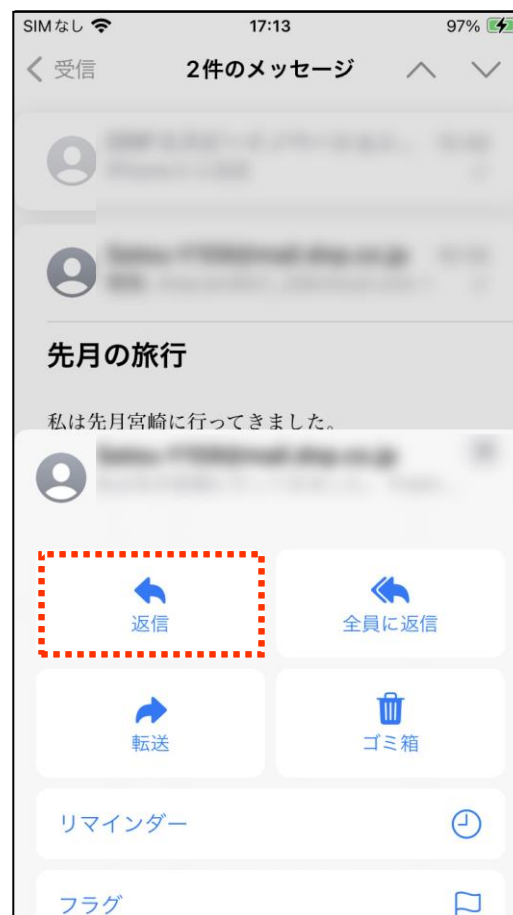 SIMなし 17:13 97%
受信 2件のメッセージ
先月の旅行
私は先月宮崎に行ってきました。
返信 全員に返信
転送 ゴミ箱
リマインダー
フラグ